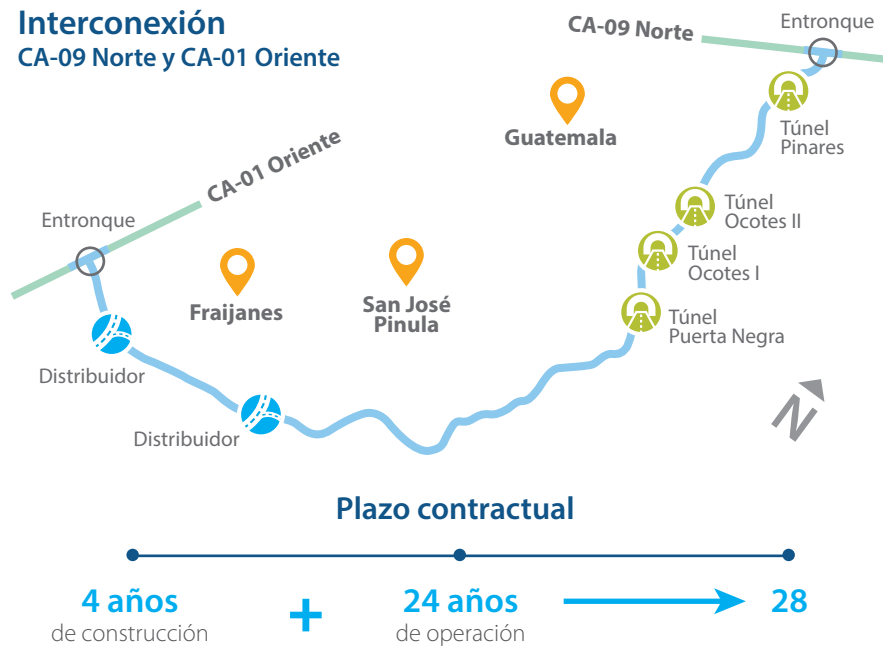 Interconexión
CA-09 Norte y CA-01 Oriente
CA-09 Norte
Entronque
Túnel
Pinares
Guatemala
CA-01 Oriente
Entronque
Túnel
Ocotes II
Túnel
Ocotes I
Fraijanes
San José
Pinula
Túnel
Puerta Negra
Distribuidor
Distribuidor
N
Plazo contractual
4 años
de construcción
+
24 años
de operación
28